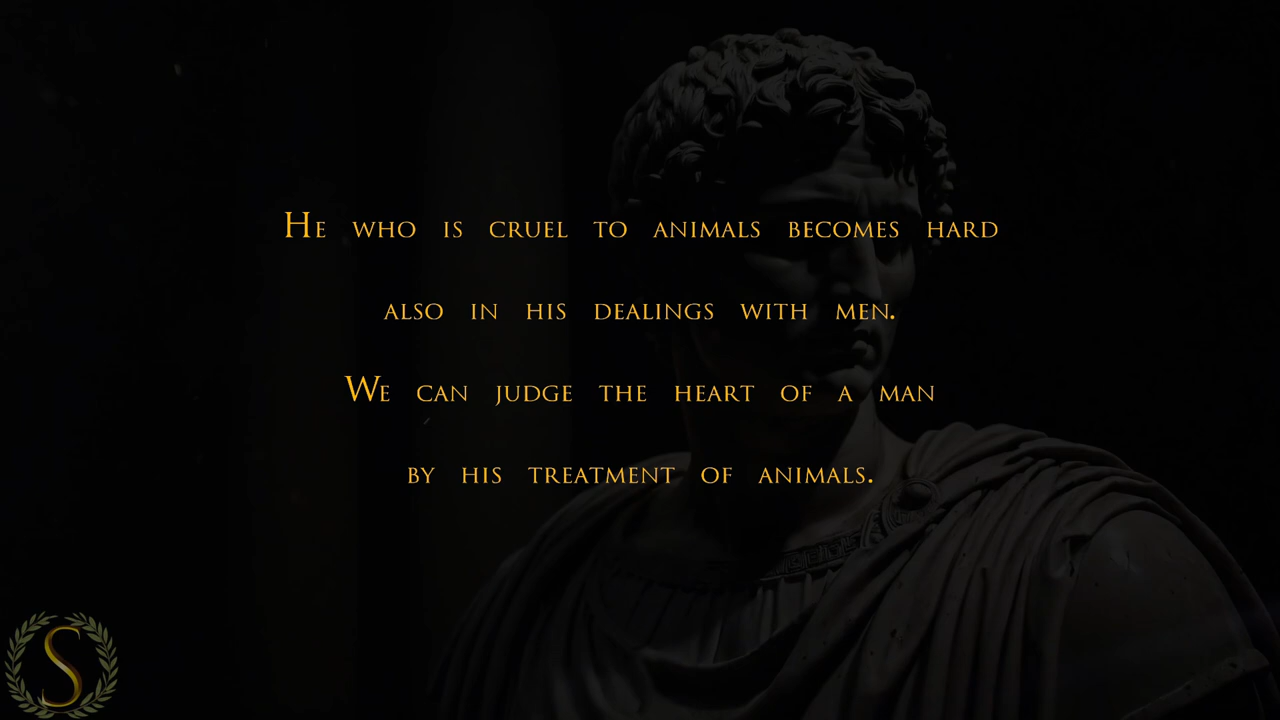 He who is cruel to animals becomes hard
also in his dealings with men.
We can judge the heart of a man
by his treatment of animals.
S